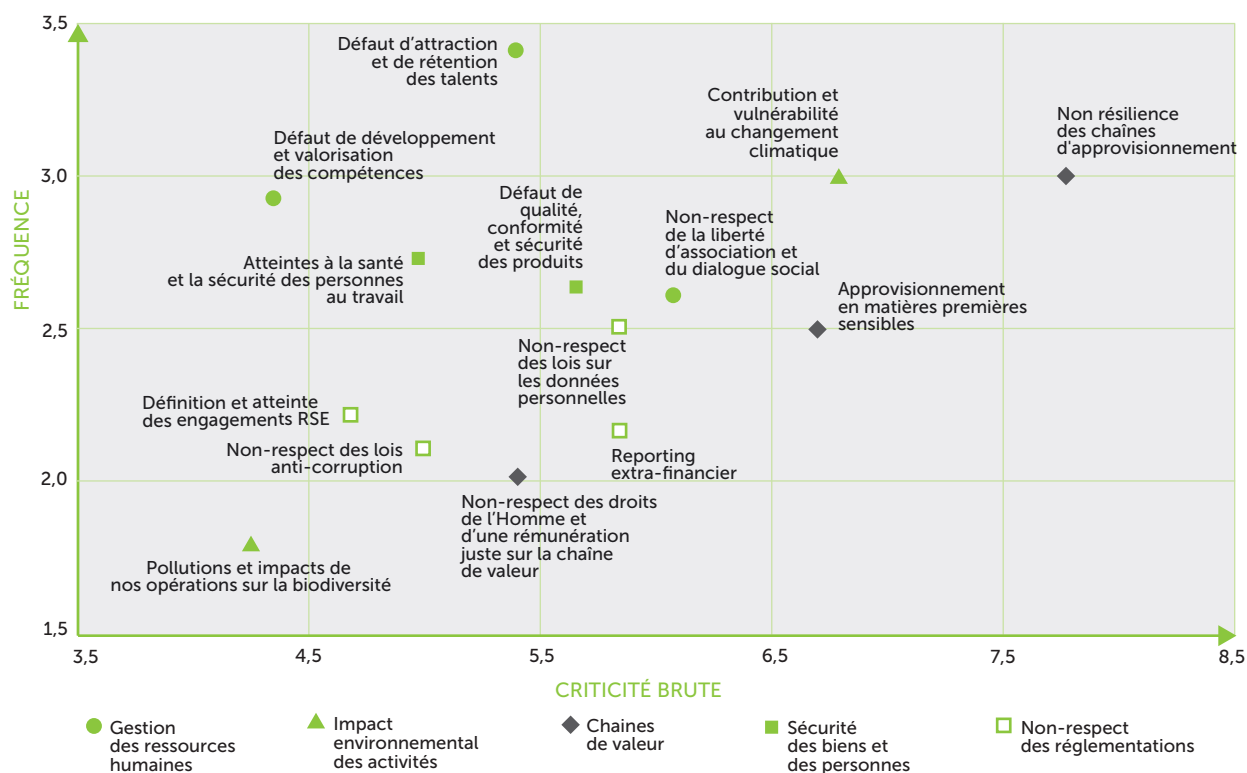 3,5
Défaut d'attraction
et de rétention
des talents
Contribution et
vulnérabilité
au changement
climatique
Non résilience
des chaînes
d'approvisionnement
Défaut de développement
et valorisation
des compétences
3,0
Défaut de
qualité,
conformité
et sécurité
des produits
Non-respect
de la liberté
d'association et
du dialogue social
FRÉQUENCE
Atteintes à la santé
et la sécurité des personnes
au travail
Approvisionnement
en matières premières
sensibles
2,5
Non-respect
des lois sur
les données
personnelles
Définition et atteinte
des engagements RSE
Non-respect des lois
anti-corruption
Reporting
extra-financier
2,0
Non-respect des droits
de l'Homme et
d'une rémunération
juste sur la chaîne
de valeur
Pollutions et impacts de
nos opérations sur la biodiversité
1,5
3,5
4,5
5,5
6,5
7,5
8,5
CRITICITÉ BRUTE
Gestion
des ressources
humaines
Impact
environnemental
des activités
Chaines
de valeur
Sécurité
des biens et
des personnes
Non-respect
des réglementations